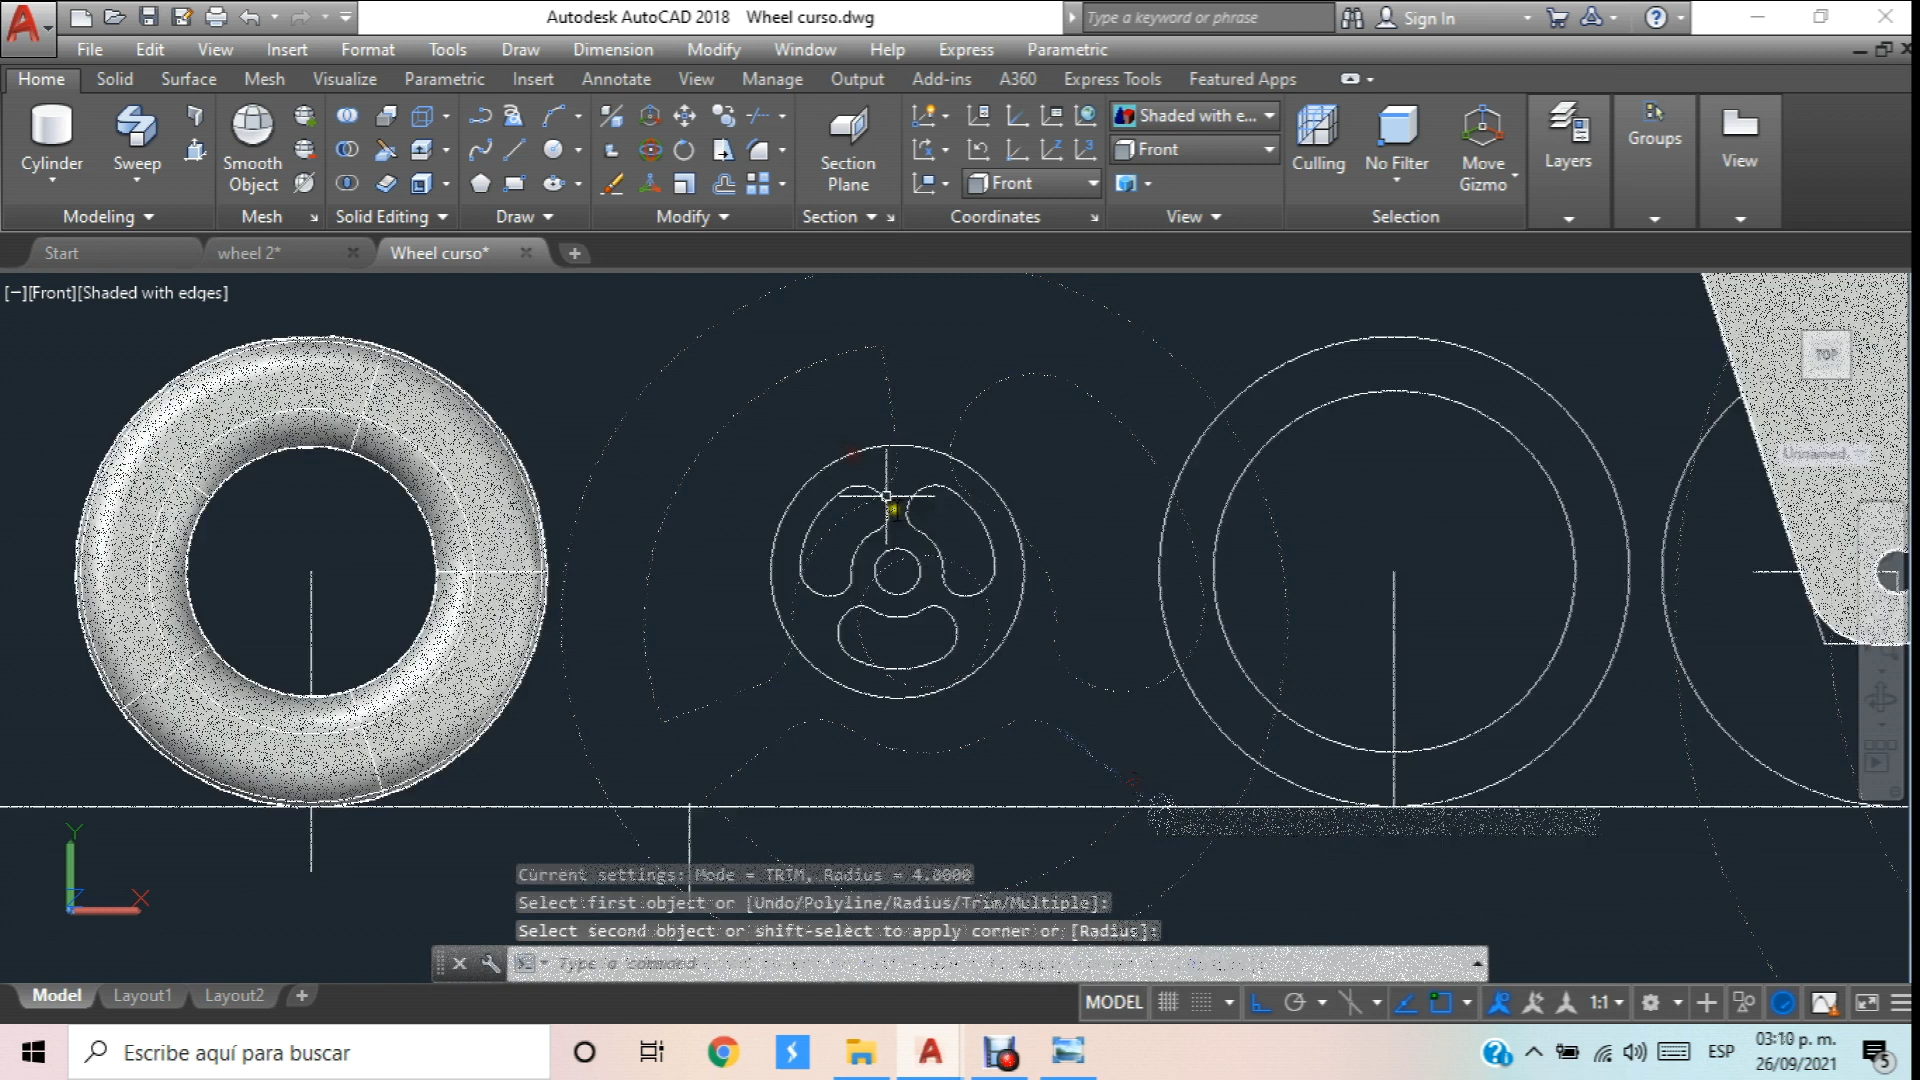 Autodesk AutoCAD 2018 Wheel curso.dwg
Type a keyword or phrase
Sign In
File Edit View Insert Format Tools Draw Dimension Modify Window Help Express Parametric
Home Solid Surface Mesh Visualize Parametric Insert Annotate View Manage Output Add-ins A360 Express Tools Featured Apps
Cylinder Sweep Smooth Object Section Plane Culling No Filter Move Gizmo Layers Groups View
Shaded with e...
Front
Front
Modeling Mesh Solid Editing Draw Modify Section Coordinates View Selection
Start wheel 2* Wheel curso*
[−][Front][Shaded with edges]
TOP
Unnamed
Y
X
Z
Current settings: Mode = TRIM, Radius = 4.0000
Select first object or [Undo/Polyline/Radius/Trim/Multiple]:
Select second object or shift-select to apply corner or [Radius]:
Type a command
Model Layout1 Layout2
MODEL 1:1
Escribe aquí para buscar
ESP
03:10 p. m.
26/09/2021
5